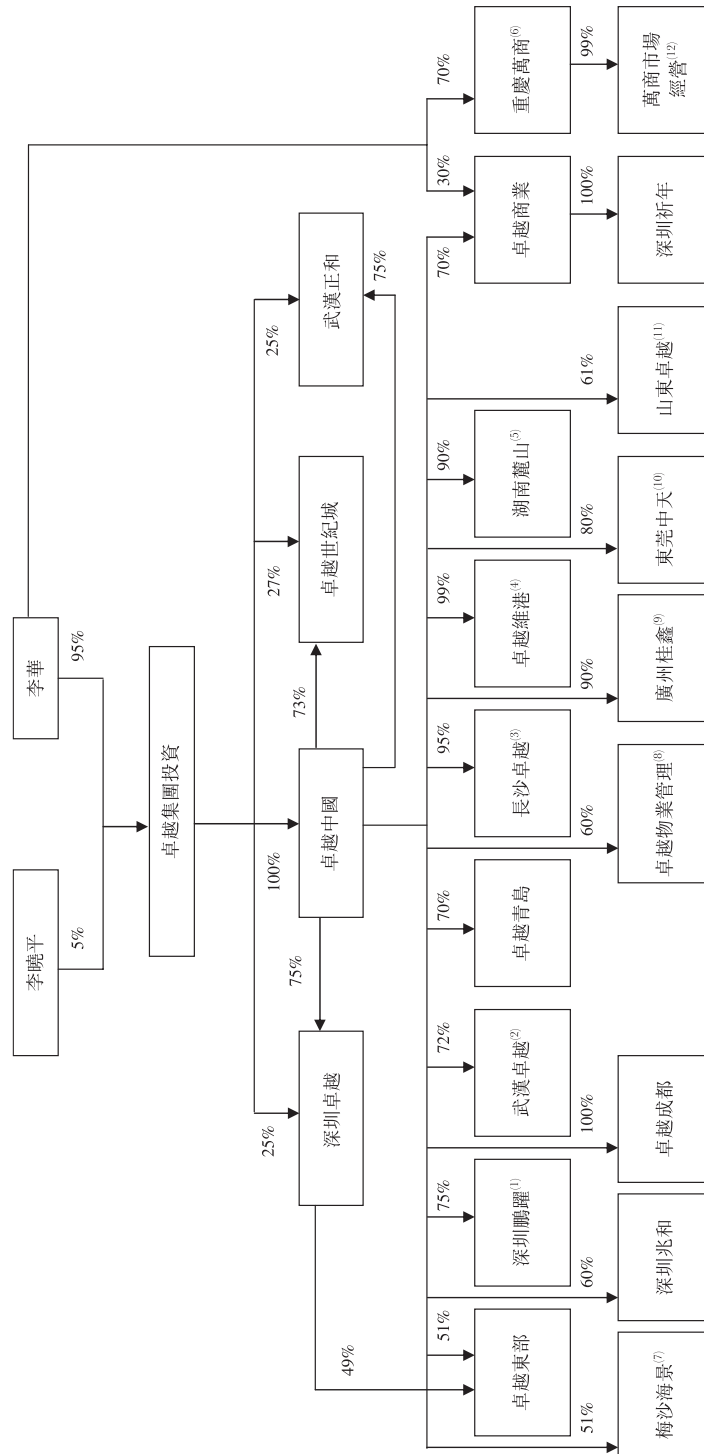 李曉平
李華
5%
95%
卓越集團投資
25%
100%
27%
25%
深圳卓越
75%
卓越中國
73%
卓越世紀城
武漢正和
75%
49%
51%
75%
72%
70%
95%
99%
90%
70%
30%
70%
卓越東部
深圳鵬躍(1)
武漢卓越(2)
卓越青島
長沙卓越(3)
卓越維港(4)
湖南麓山(5)
卓越商業
重慶萬商(6)
51%
60%
100%
60%
90%
80%
61%
100%
99%
梅沙海景(7)
深圳兆和
卓越成都
卓越物業管理(8)
廣州桂鑫(9)
東莞中天(10)
山東卓越(11)
深圳祈年
萬商市場
經營(12)